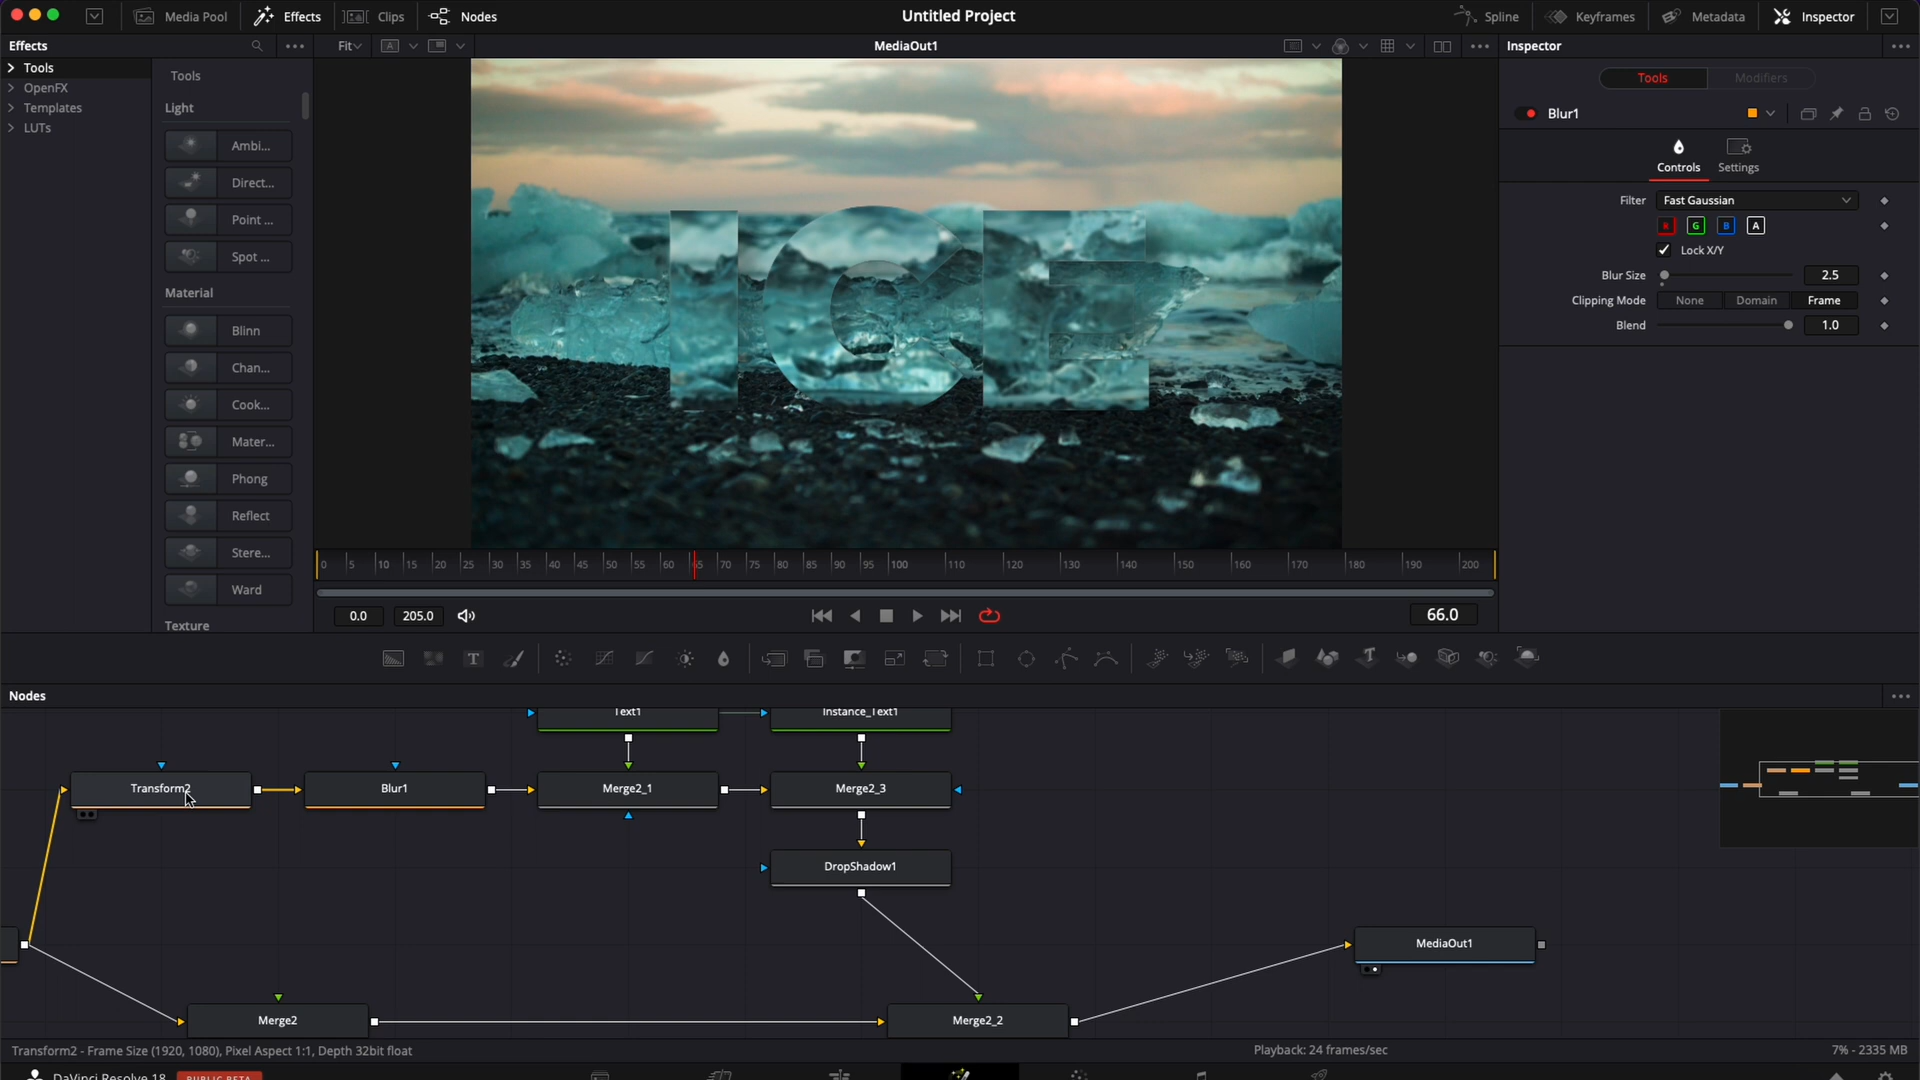 Media Pool Effects Clips Nodes Untitled Project Spline Keyframes Metadata Inspector
Effects Fit A MediaOut1 Inspector
Tools
OpenFX
Templates
LUTs
Tools
Light
Ambi...
Direct...
Point ...
Spot ...
Material
Blinn
Chan...
Cook...
Mater...
Phong
Reflect
Stere...
Ward
Texture
ICE
0 5 10 15 20 25 30 35 40 45 50 55 60 65 70 75 80 85 90 95 100 110 120 130 140 150 160 170 180 190 200
0.0 205.0 66.0
Tools Modifiers
Blur1
Controls Settings
Filter Fast Gaussian
R G B A
Lock X/Y
Blur Size 2.5
Clipping Mode None Domain Frame
Blend 1.0
T
Nodes
Text1 Instance_Text1
Transform2 Blur1 Merge2_1 Merge2_3
DropShadow1
MediaOut1
Merge2 Merge2_2
Transform2 - Frame Size (1920, 1080), Pixel Aspect 1:1, Depth 32bit float Playback: 24 frames/sec 7% - 2335 MB
DaVinci Resolve 18 PUBLIC BETA